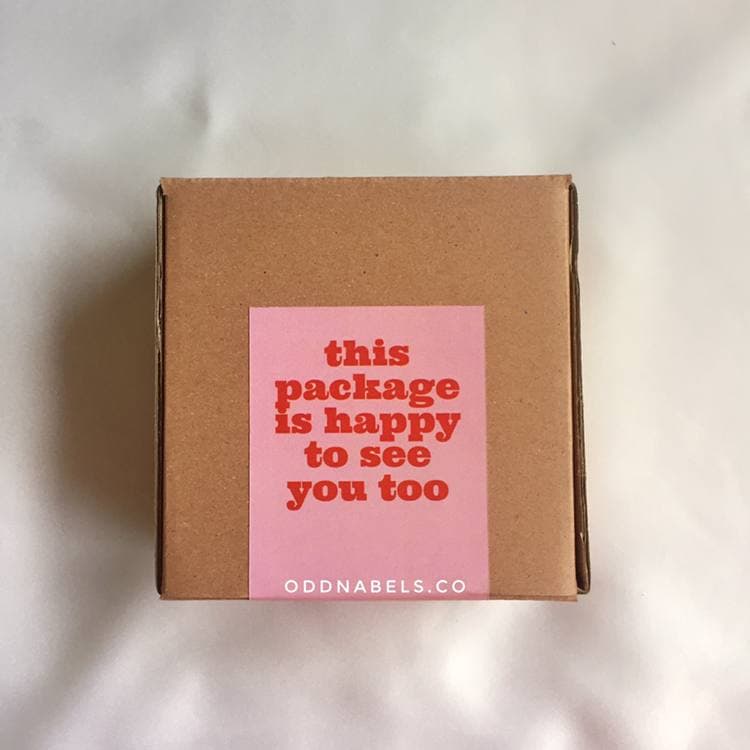 this
package
is happy
to see
you too
ODDNABELS.CO